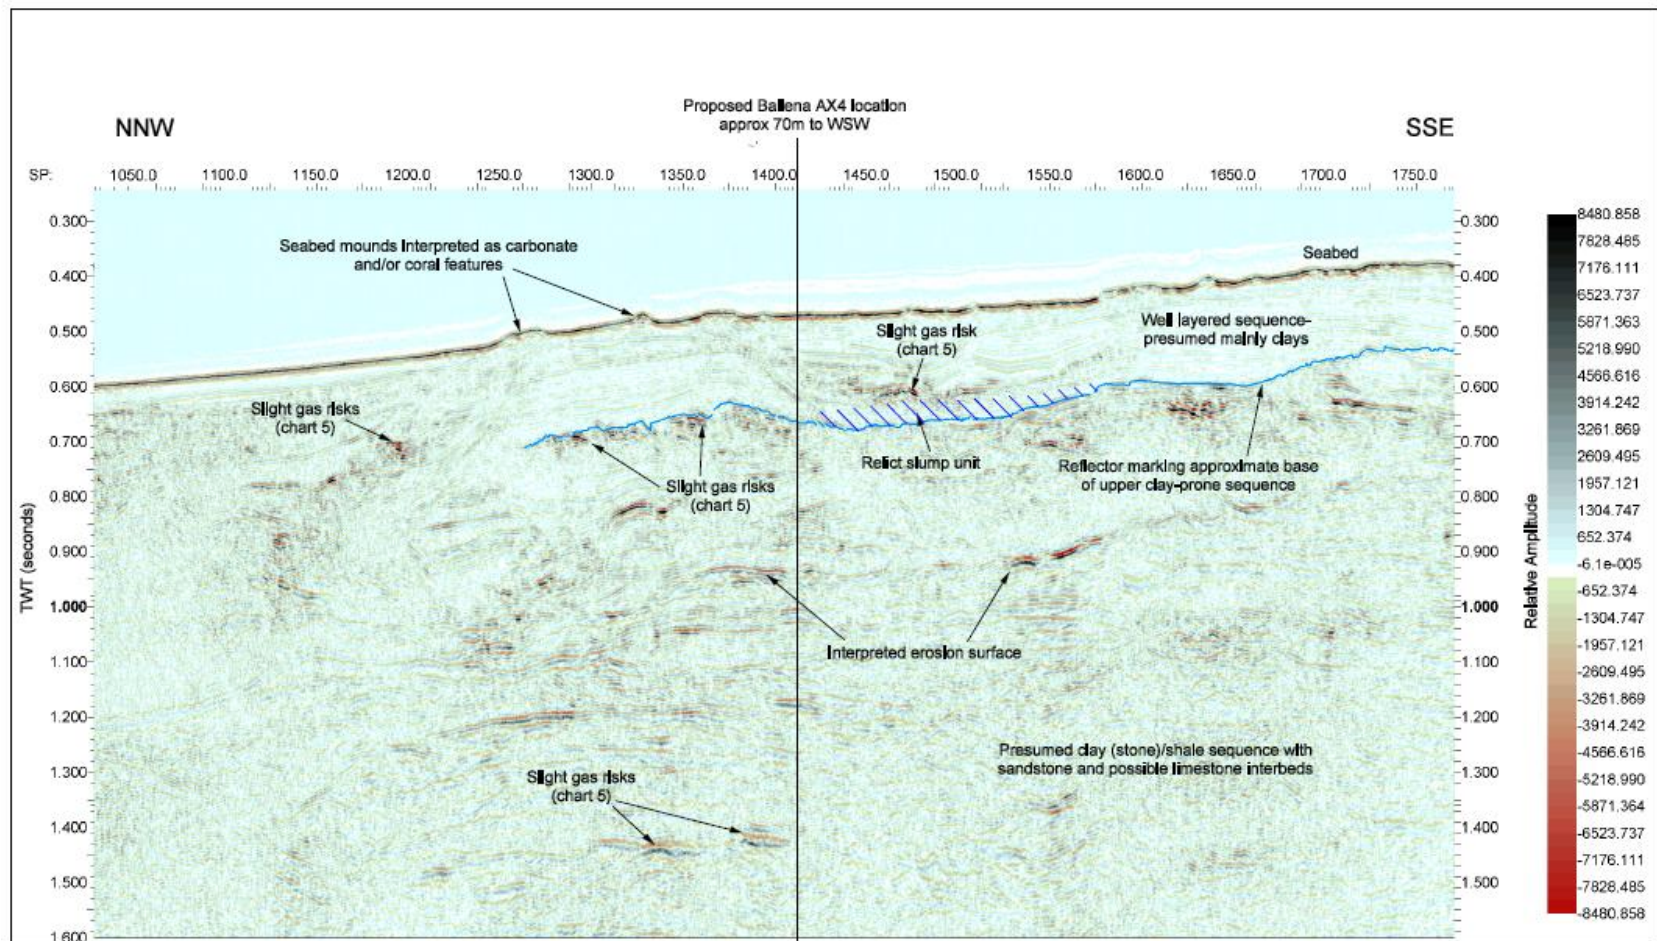 Proposed Ballena AX4 location
approx 70m to WSW
NNW
SSE
SP:
1050.0 1100.0 1150.0 1200.0 1250.0 1300.0 1350.0 1400.0 1450.0 1500.0 1550.0 1600.0 1650.0 1700.0 1750.0
0.300
0.400
0.500
0.600
0.700
0.800
0.900
1.000
1.100
1.200
1.300
1.400
1.500
1.600
TWT (seconds)
Seabed mounds interpreted as carbonate
and/or coral features
Seabed
Slight gas risk
(chart 5)
Well layered sequence-
presumed mainly clays
Slight gas risks
(chart 5)
Slight gas risks
(chart 5)
Relict slump unit
Reflector marking approximate base
of upper clay-prone sequence
Interpreted erosion surface
Presumed clay (stone)/shale sequence with
sandstone and possible limestone interbeds
Slight gas risks
(chart 5)
0.300
0.400
0.500
0.600
0.700
0.800
0.900
1.000
1.100
1.200
1.300
1.400
1.500
Relative Amplitude
8480.858
7828.485
7176.111
6523.737
5871.363
5218.990
4566.616
3914.242
3261.869
2609.495
1957.121
1304.747
652.374
-6.1e-005
-652.374
-1304.747
-1957.121
-2609.495
-3261.869
-3914.242
-4566.616
-5218.990
-5871.364
-6523.737
-7176.111
-7828.485
-8480.858